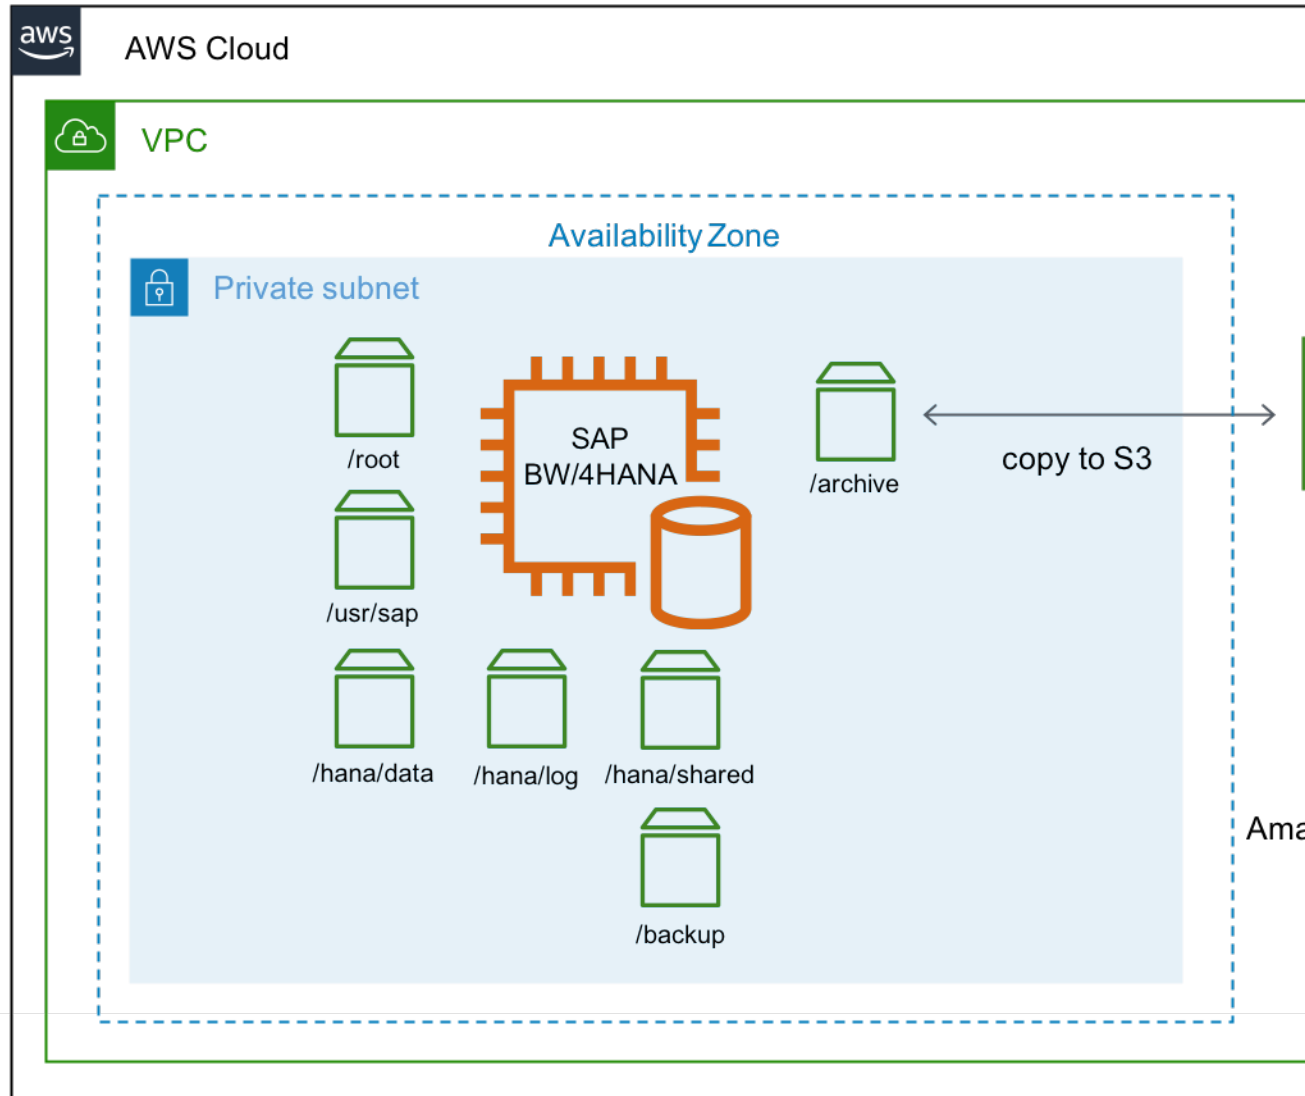 aws
AWS Cloud
VPC
Availability Zone
Private subnet
/root
SAP
BW/4HANA
/archive
copy to S3
/usr/sap
/hana/data
/hana/log
/hana/shared
/backup